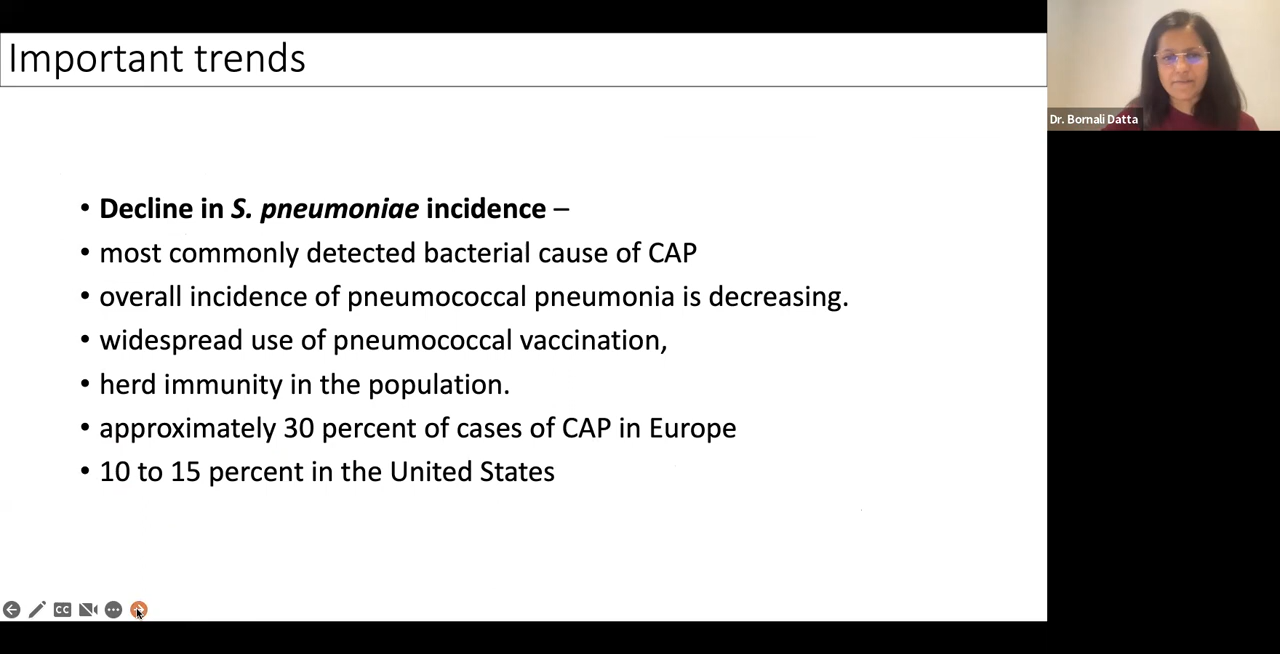 Important trends
Dr. Bornali Datta
• Decline in S. pneumoniae incidence –
• most commonly detected bacterial cause of CAP
• overall incidence of pneumococcal pneumonia is decreasing.
• widespread use of pneumococcal vaccination,
• herd immunity in the population.
• approximately 30 percent of cases of CAP in Europe
• 10 to 15 percent in the United States
CC